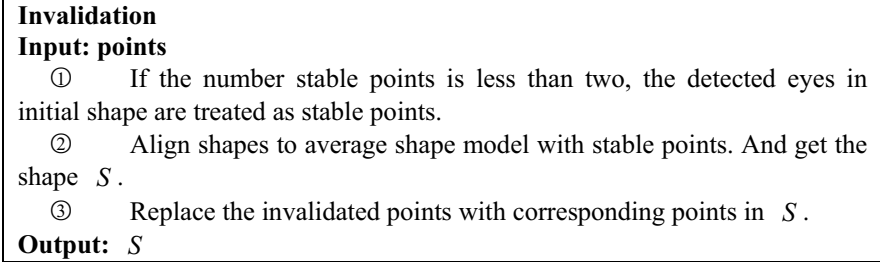 Invalidation
Input: points
① If the number stable points is less than two, the detected eyes in
initial shape are treated as stable points.
② Align shapes to average shape model with stable points. And get the
shape S .
③ Replace the invalidated points with corresponding points in S .
Output: S